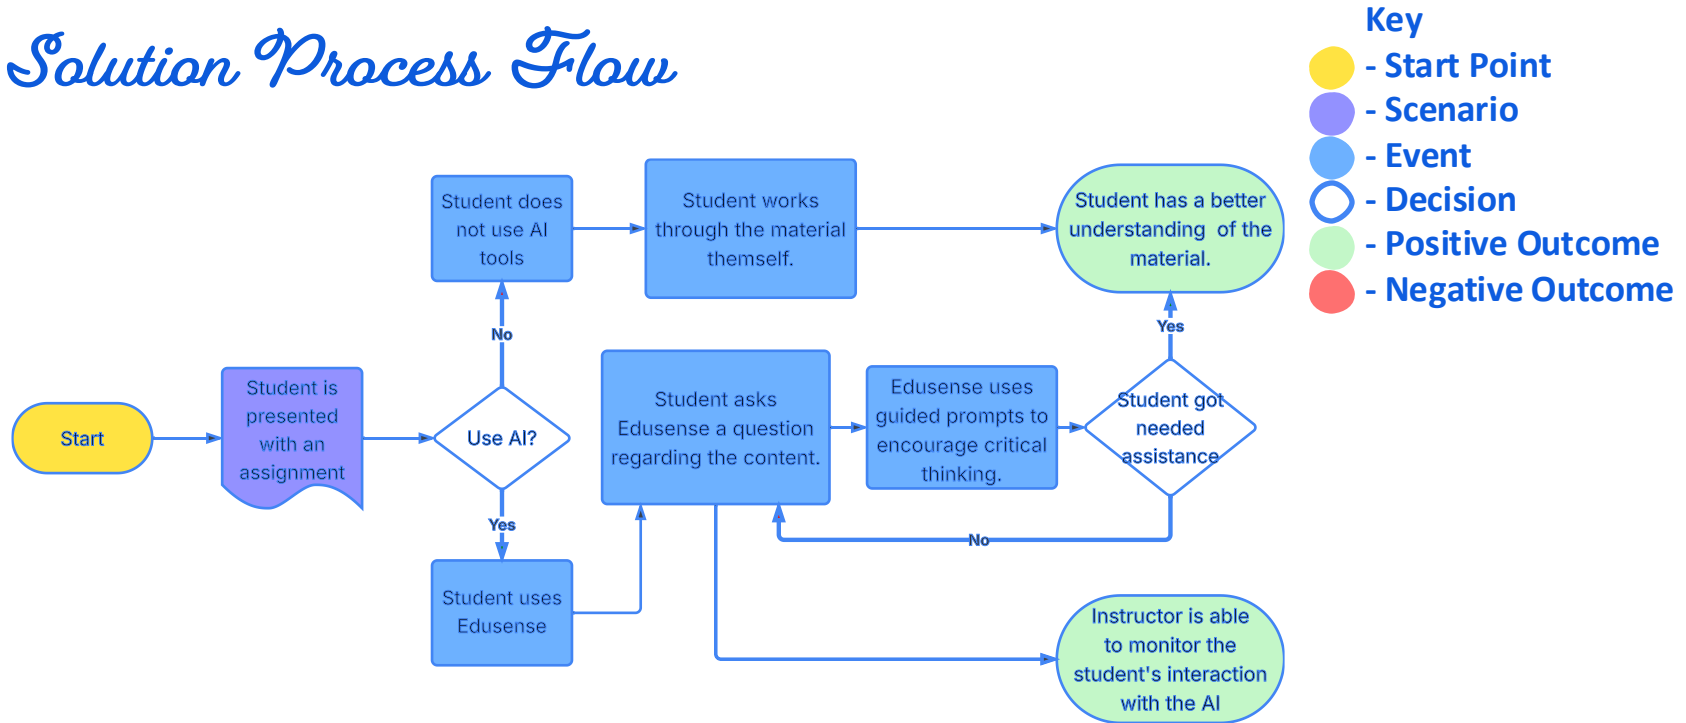 Solution Process Flow
Key
- Start Point
- Scenario
- Event
- Decision
- Positive Outcome
- Negative Outcome
Student does
not use AI
tools
Student works
through the material
themself.
Student has a better
understanding of the
material.
No
Yes
Start
Student is
presented
with an
assignment
Use AI?
Student asks
Edusense a question
regarding the content.
Edusense uses
guided prompts to
encourage critical
thinking.
Student got
needed
assistance
Yes
No
Student uses
Edusense
Instructor is able
to monitor the
student's interaction
with the AI